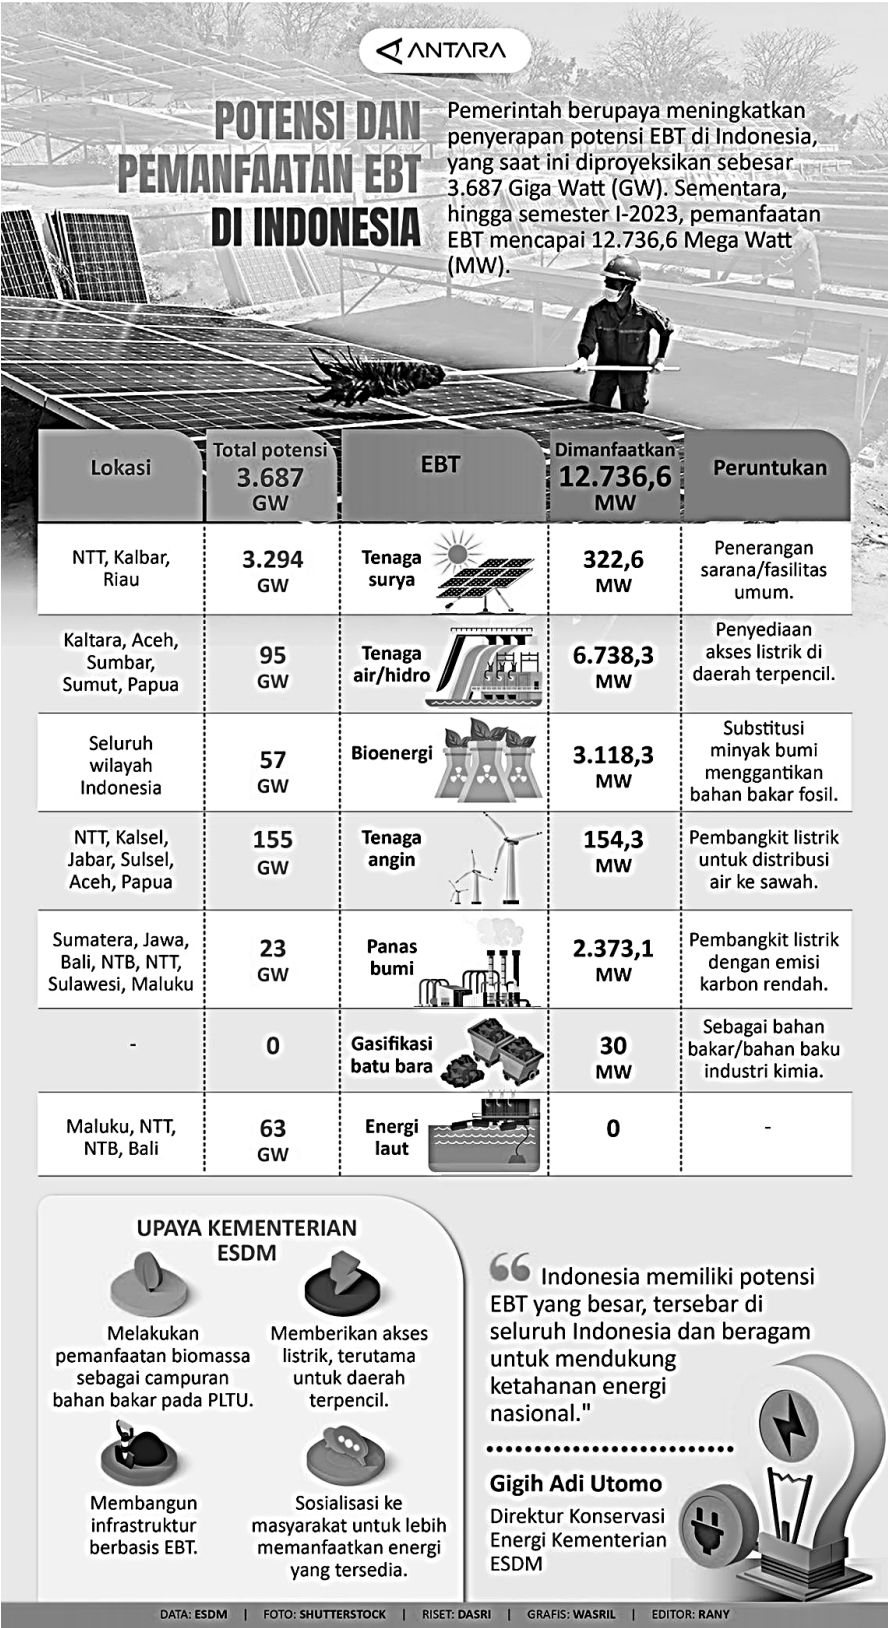 ANTARA
POTENSI DAN
PEMANFAATAN EBT
DI INDONESIA
Pemerintah berupaya meningkatkan
penyerapan potensi EBT di Indonesia,
yang saat ini diproyeksikan sebesar
3.687 Giga Watt (GW). Sementara,
hingga semester I-2023, pemanfaatan
EBT mencapai 12.736,6 Mega Watt
(MW).
Lokasi
Total potensi
3.687
GW
EBT
Dimanfaatkan
12.736,6
MW
Peruntukan
NTT, Kalbar,
Riau
3.294
GW
Tenaga
surya
322,6
MW
Penerangan
sarana/fasilitas
umum.
Kaltara, Aceh,
Sumbar,
Sumut, Papua
95
GW
Tenaga
air/hidro
6.738,3
MW
Penyediaan
akses listrik di
daerah terpencil.
Seluruh
wilayah
Indonesia
57
GW
Bioenergi
3.118,3
MW
Substitusi
minyak bumi
menggantikan
bahan bakar fosil.
NTT, Kalsel,
Jabar, Sulsel,
Aceh, Papua
155
GW
Tenaga
angin
154,3
MW
Pembangkit listrik
untuk distribusi
air ke sawah.
Sumatera, Jawa,
Bali, NTB, NTT,
Sulawesi, Maluku
23
GW
Panas
bumi
2.373,1
MW
Pembangkit listrik
dengan emisi
karbon rendah.
-
0
Gasifikasi
batu bara
30
MW
Sebagai bahan
bakar/bahan baku
industri kimia.
Maluku, NTT,
NTB, Bali
63
GW
Energi
laut
0
-
UPAYA KEMENTERIAN
ESDM
Melakukan
pemanfaatan biomassa
sebagai campuran
bahan bakar pada PLTU.
Memberikan akses
listrik, terutama
untuk daerah
terpencil.
Membangun
infrastruktur
berbasis EBT.
Sosialisasi ke
masyarakat untuk lebih
memanfaatkan energi
yang tersedia.
“ Indonesia memiliki potensi
EBT yang besar, tersebar di
seluruh Indonesia dan beragam
untuk mendukung
ketahanan energi
nasional."
Gigih Adi Utomo
Direktur Konservasi
Energi Kementerian
ESDM
DATA: ESDM | FOTO: SHUTTERSTOCK | RISET: DASRI | GRAFIS: WASRIL | EDITOR: RANY